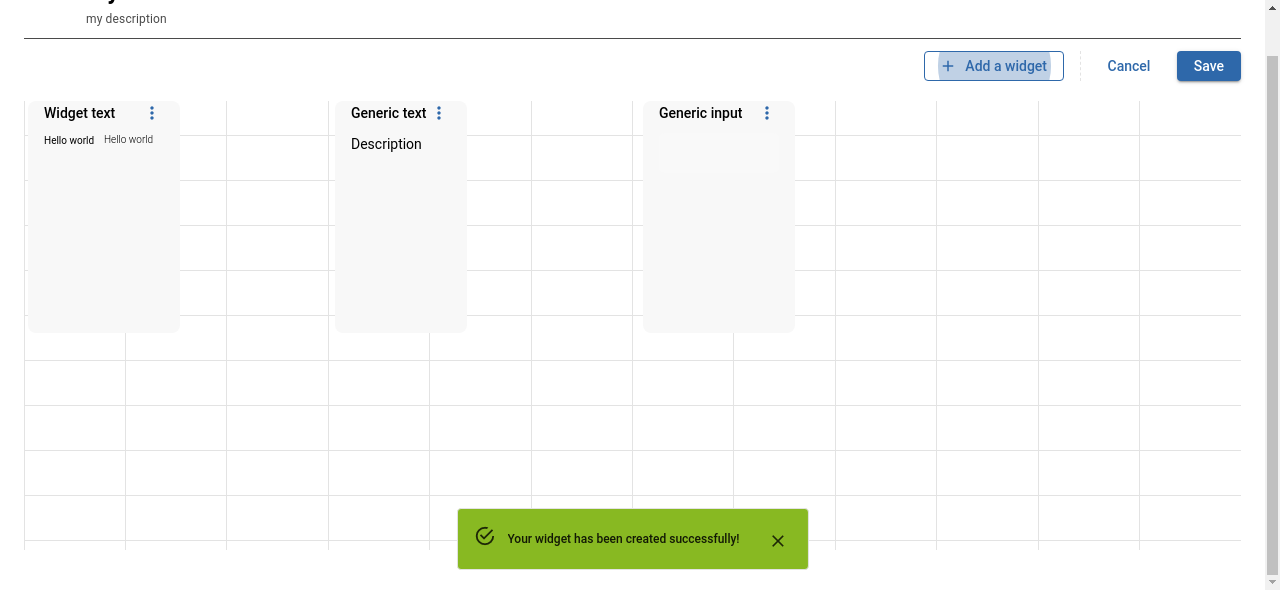 my description
Add a widget
Cancel
Save
Widget text
Generic text
Generic input
Hello world
Hello world
Description
Your widget has been created successfully!